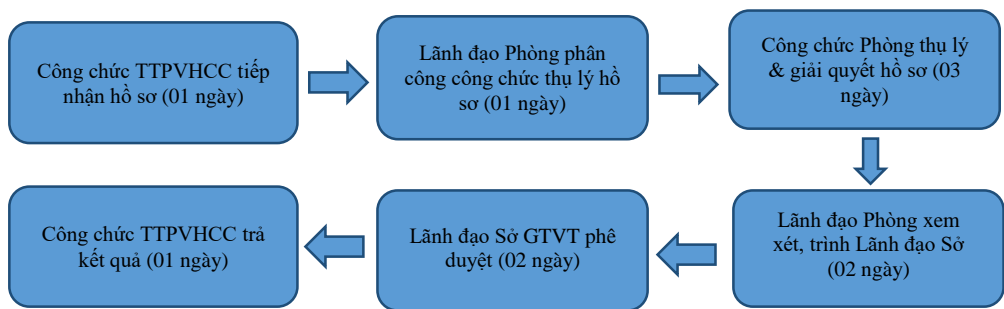 Công chức TTPVHCC tiếp
nhận hồ sơ (01 ngày)
Lãnh đạo Phòng phân
công công chức thụ lý hồ
sơ (01 ngày)
Công chức Phòng thụ lý
& giải quyết hồ sơ (03
ngày)
Công chức TTPVHCC trả
kết quả (01 ngày)
Lãnh đạo Sở GTVT phê
duyệt (02 ngày)
Lãnh đạo Phòng xem
xét, trình Lãnh đạo Sở
(02 ngày)